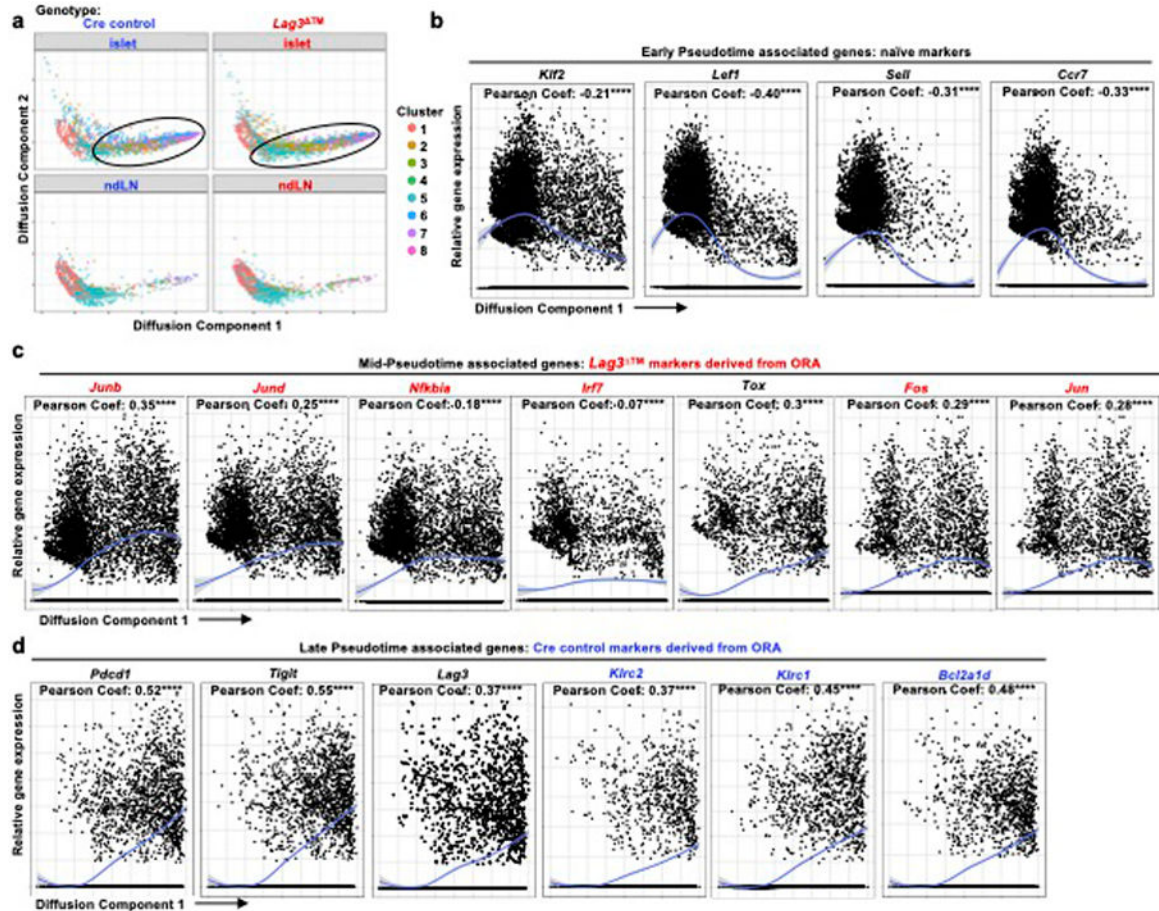 Genotype:
a
Cre control
Lag3ΔTM
islet
islet
ndLN
ndLN
Diffusion Component 2
Diffusion Component 1
Cluster
1
2
3
4
5
6
7
8
b
Early Pseudotime associated genes: naïve markers
Klf2
Lef1
Sell
Ccr7
Pearson Coef: -0.21****
Pearson Coef: -0.40****
Pearson Coef: -0.31****
Pearson Coef: -0.33****
Relative gene expression
Diffusion Component 1
c
Mid-Pseudotime associated genes: Lag3ΔTM markers derived from ORA
Junb
Jund
Nfkbia
Irf7
Tox
Fos
Jun
Pearson Coef: 0.35****
Pearson Coef: 0.25****
Pearson Coef:-0.18****
Pearson Coef:-0.07****
Pearson Coef: 0.3****
Pearson Coef: 0.29****
Pearson Coef: 0.28****
Relative gene expression
Diffusion Component 1
d
Late Pseudotime associated genes: Cre control markers derived from ORA
Pdcd1
Tigit
Lag3
Klrc2
Klrc1
Bcl2a1d
Pearson Coef: 0.52****
Pearson Coef: 0.55****
Pearson Coef: 0.37****
Pearson Coef: 0.37****
Pearson Coef: 0.45****
Pearson Coef: 0.48****
Relative gene expression
Diffusion Component 1